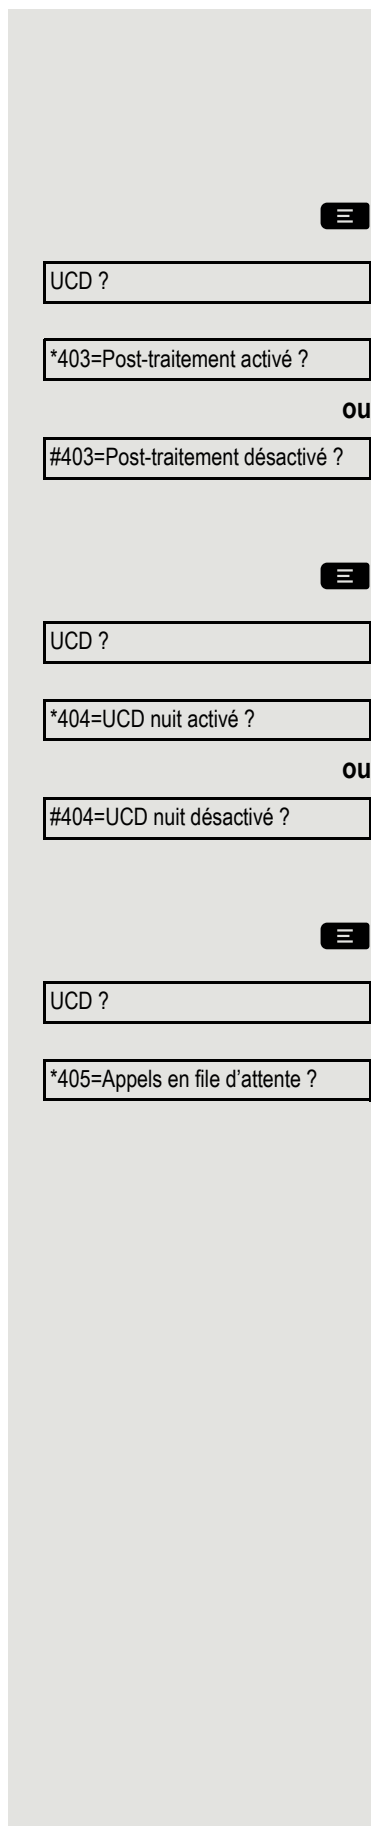 UCD ?
*403=Post-traitement activé ?
ou
#403=Post-traitement désactivé ?
UCD ?
*404=UCD nuit activé ?
ou
#404=UCD nuit désactivé ?
UCD ?
*405=Appels en file d’attente ?